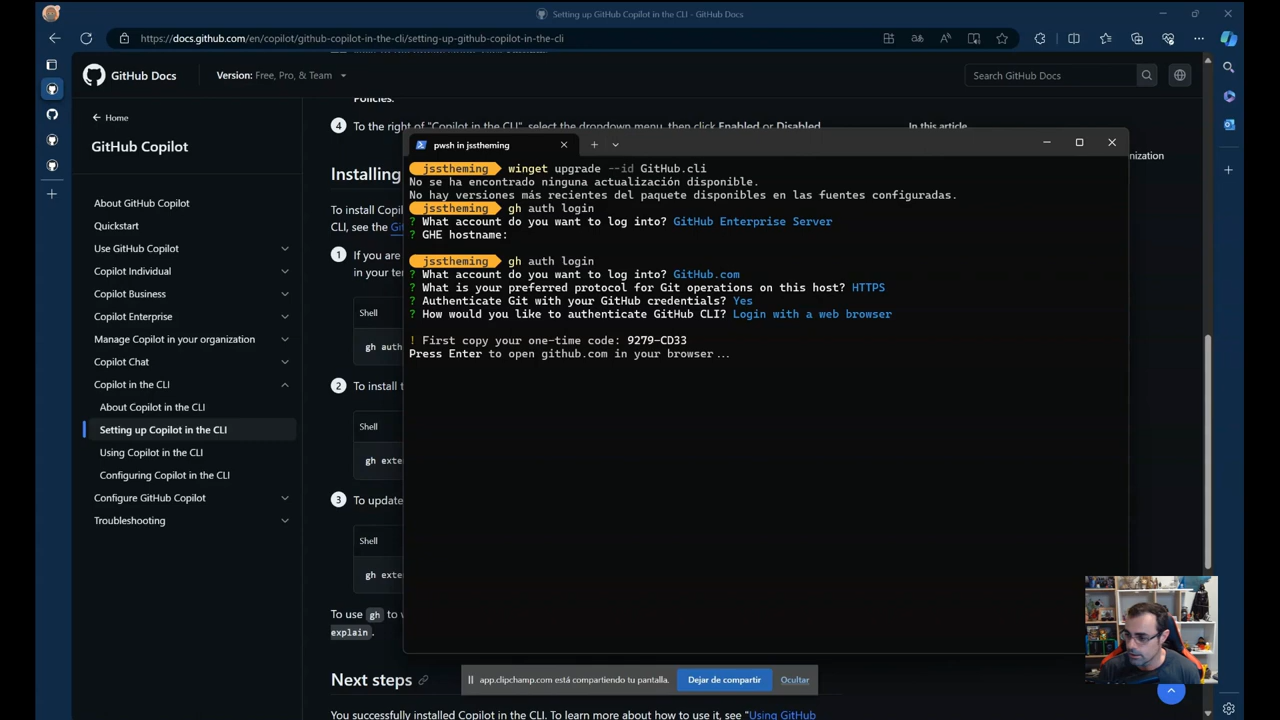 Setting up GitHub Copilot in the CLI - GitHub Docs
https://docs.github.com/en/copilot/github-copilot-in-the-cli/setting-up-github-copilot-in-the-cli
GitHub Docs
Version: Free, Pro, & Team
Search GitHub Docs
Home
GitHub Copilot
About GitHub Copilot
Quickstart
Use GitHub Copilot
Copilot Individual
Copilot Business
Copilot Enterprise
Manage Copilot in your organization
Copilot Chat
Copilot in the CLI
About Copilot in the CLI
Setting up Copilot in the CLI
Using Copilot in the CLI
Configuring Copilot in the CLI
Configure GitHub Copilot
Troubleshooting
Policies.
4 To the right of "Copilot in the CLI", select the dropdown menu, then click Enabled or Disabled
In this article
Installing
To install Copi
CLI, see the Gi
1 If you are
in your ter
Shell
gh auth
2 To install t
Shell
gh exte
3 To update
Shell
gh exte
To use gh to v
explain.
Next steps
You successfully installed Copilot in the CLI. To learn more about how to use it, see "Using GitHub
pwsh in jsstheming
jsstheming winget upgrade --id GitHub.cli
No se ha encontrado ninguna actualización disponible.
No hay versiones más recientes del paquete disponibles en las fuentes configuradas.
jsstheming gh auth login
? What account do you want to log into? GitHub Enterprise Server
? GHE hostname:
jsstheming gh auth login
? What account do you want to log into? GitHub.com
? What is your preferred protocol for Git operations on this host? HTTPS
? Authenticate Git with your GitHub credentials? Yes
? How would you like to authenticate GitHub CLI? Login with a web browser
! First copy your one-time code: 9279-CD33
Press Enter to open github.com in your browser...
anization
app.clipchamp.com está compartiendo tu pantalla.
Dejar de compartir
Ocultar